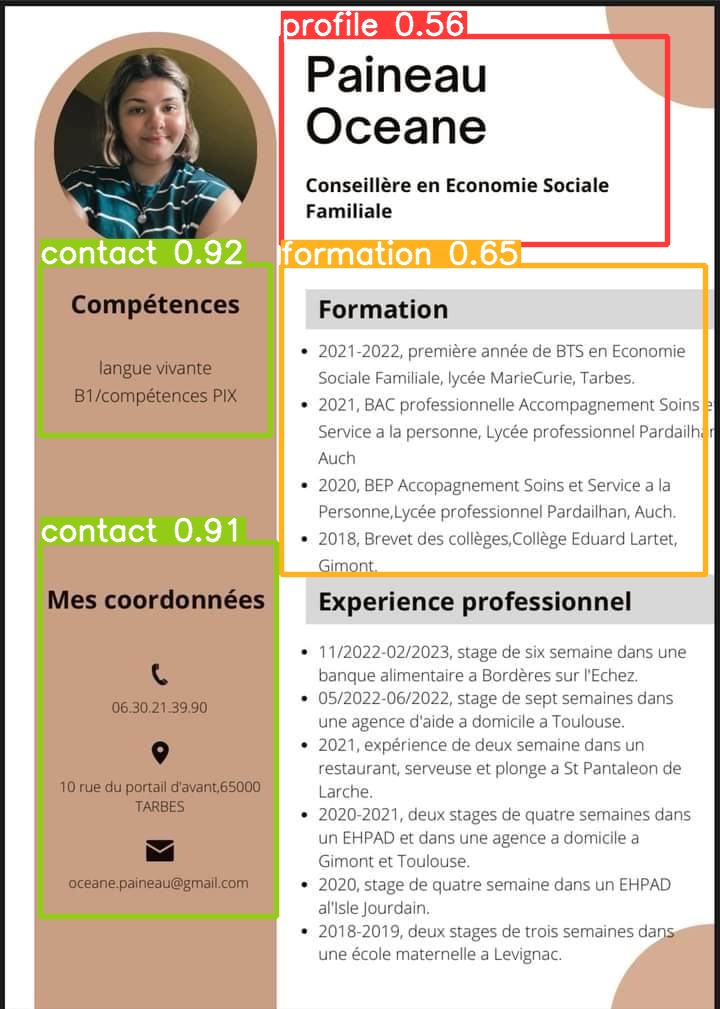 profile 0.56
Paineau
Oceane
Conseillère en Economie Sociale
Familiale
contact 0.92
Compétences
langue vivante
B1/compétences PIX
contact 0.91
Mes coordonnées
06.30.21.39.90
10 rue du portail d'avant,65000
TARBES
oceane.paineau@gmail.com
formation 0.65
Formation
2021-2022, première année de BTS en Economie
Sociale Familiale, lycée MarieCurie, Tarbes.
2021, BAC professionnelle Accompagnement Soins et
Service a la personne, Lycée professionnel Pardailhan
Auch
2020, BEP Accopagnement Soins et Service a la
Personne,Lycée professionnel Pardailhan, Auch.
2018, Brevet des collèges,Collège Eduard Lartet,
Gimont.
Experience professionnel
11/2022-02/2023, stage de six semaine dans une
banque alimentaire a Bordères sur l'Echez.
05/2022-06/2022, stage de sept semaines dans
une agence d'aide a domicile a Toulouse.
2021, expérience de deux semaine dans un
restaurant, serveuse et plonge a St Pantaleon de
Larche.
2020-2021, deux stages de quatre semaines dans
un EHPAD et dans une agence a domicile a
Gimont et Toulouse.
2020, stage de quatre semaine dans un EHPAD
al'Isle Jourdain.
2018-2019, deux stages de trois semaines dans
une école maternelle a Levignac.